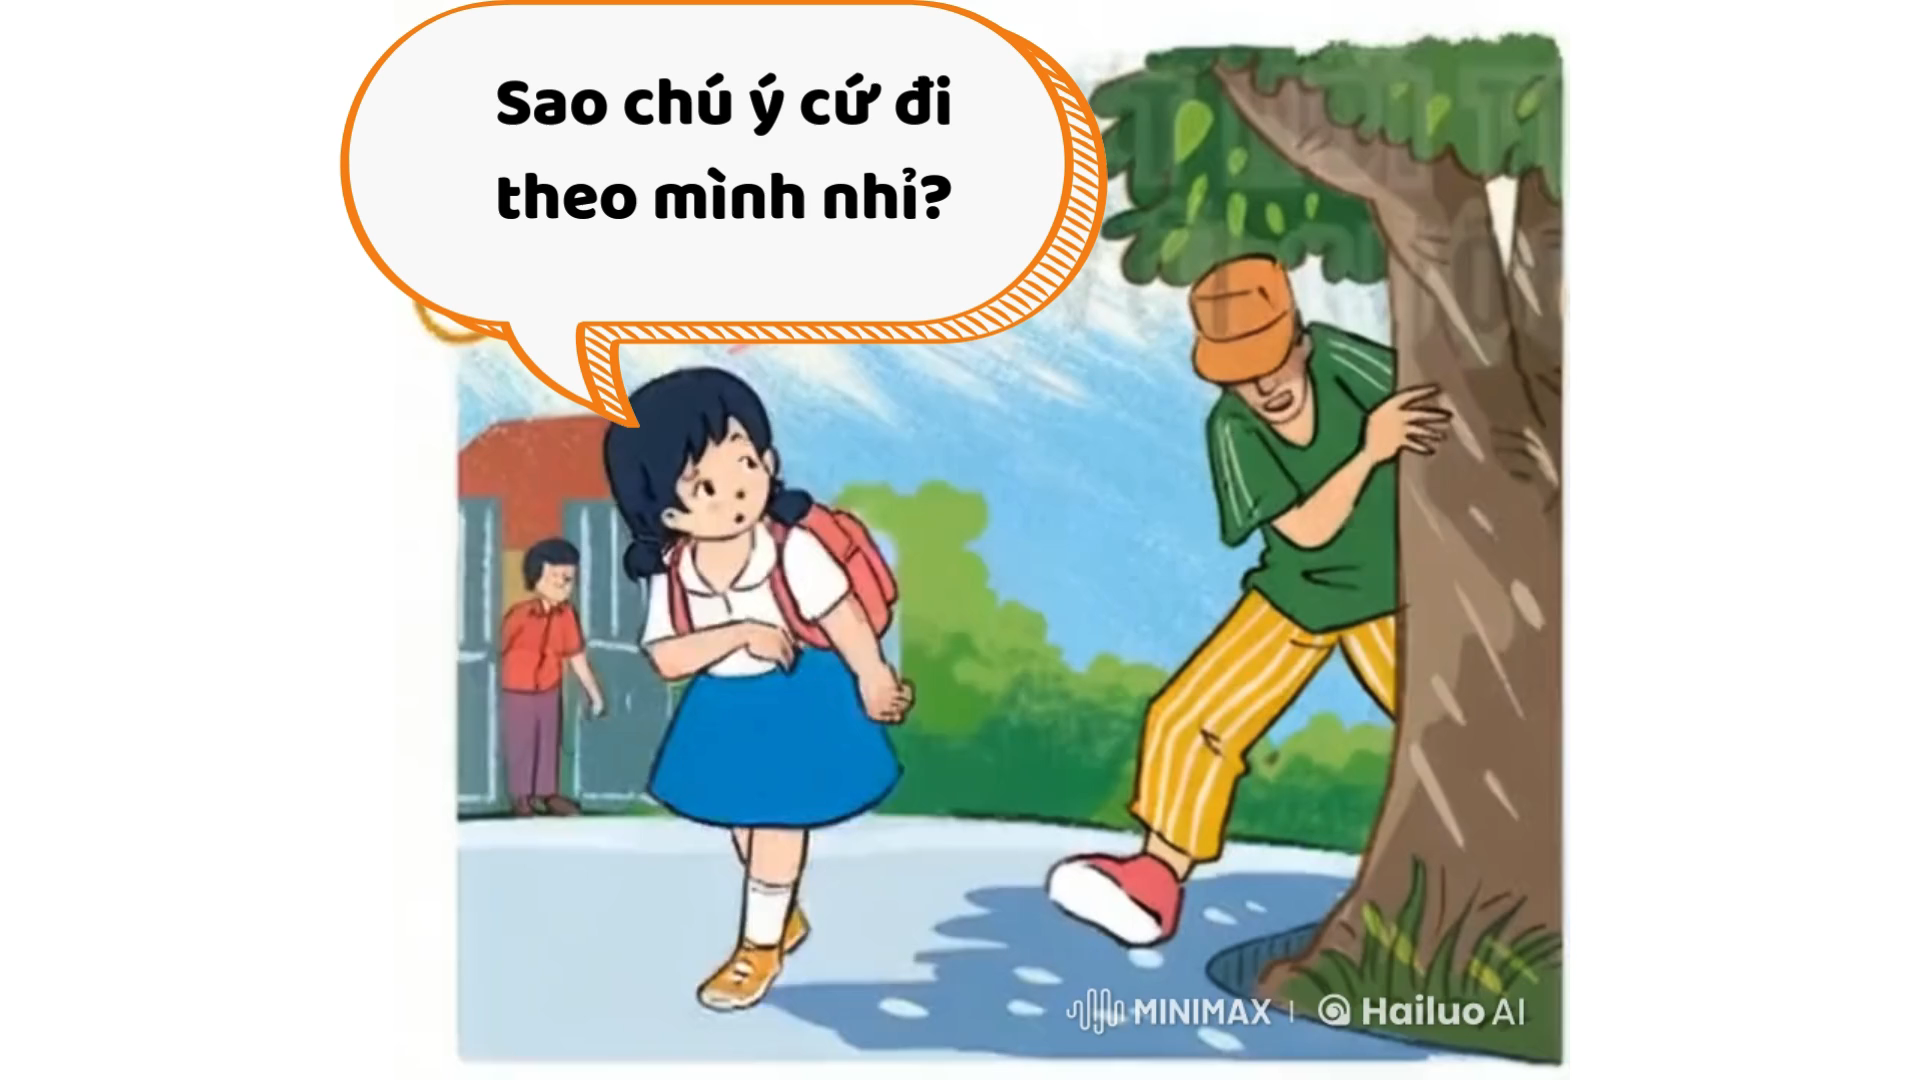 Sao chú ý cứ đi
theo mình nhỉ?
MINIMAX | Hailuo AI